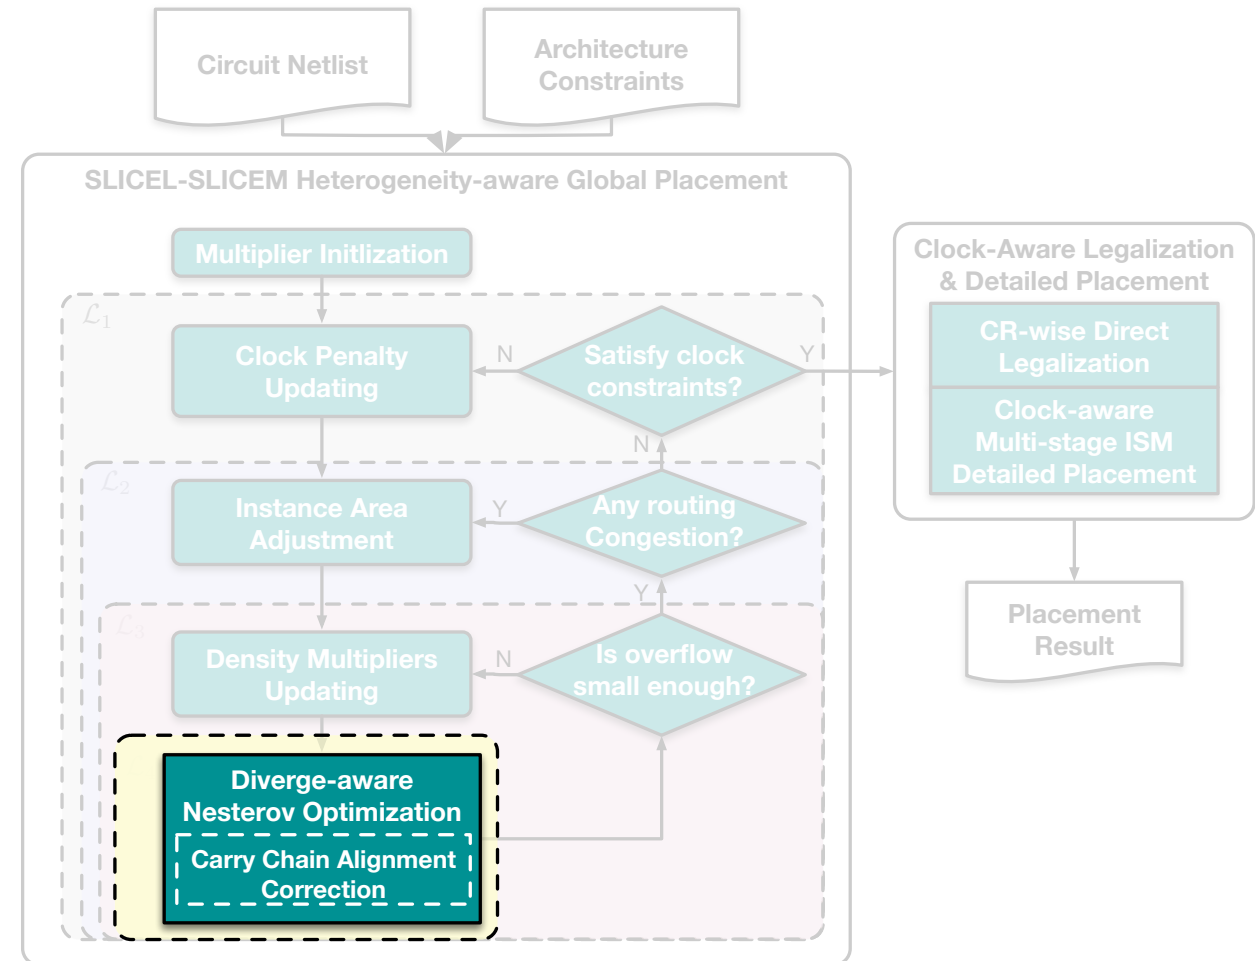 Circuit Netlist
Architecture
Constraints
SLICEL-SLICEM Heterogeneity-aware Global Placement
Multiplier Initlization
ℒ₁
Clock Penalty
Updating
N
Satisfy clock
constraints?
Y
N
ℒ₂
Instance Area
Adjustment
Y
Any routing
Congestion?
Y
ℒ₃
Density Multipliers
Updating
N
Is overflow
small enough?
Diverge-aware
Nesterov Optimization
Carry Chain Alignment
Correction
Clock-Aware Legalization
& Detailed Placement
CR-wise Direct
Legalization
Clock-aware
Multi-stage ISM
Detailed Placement
Placement
Result